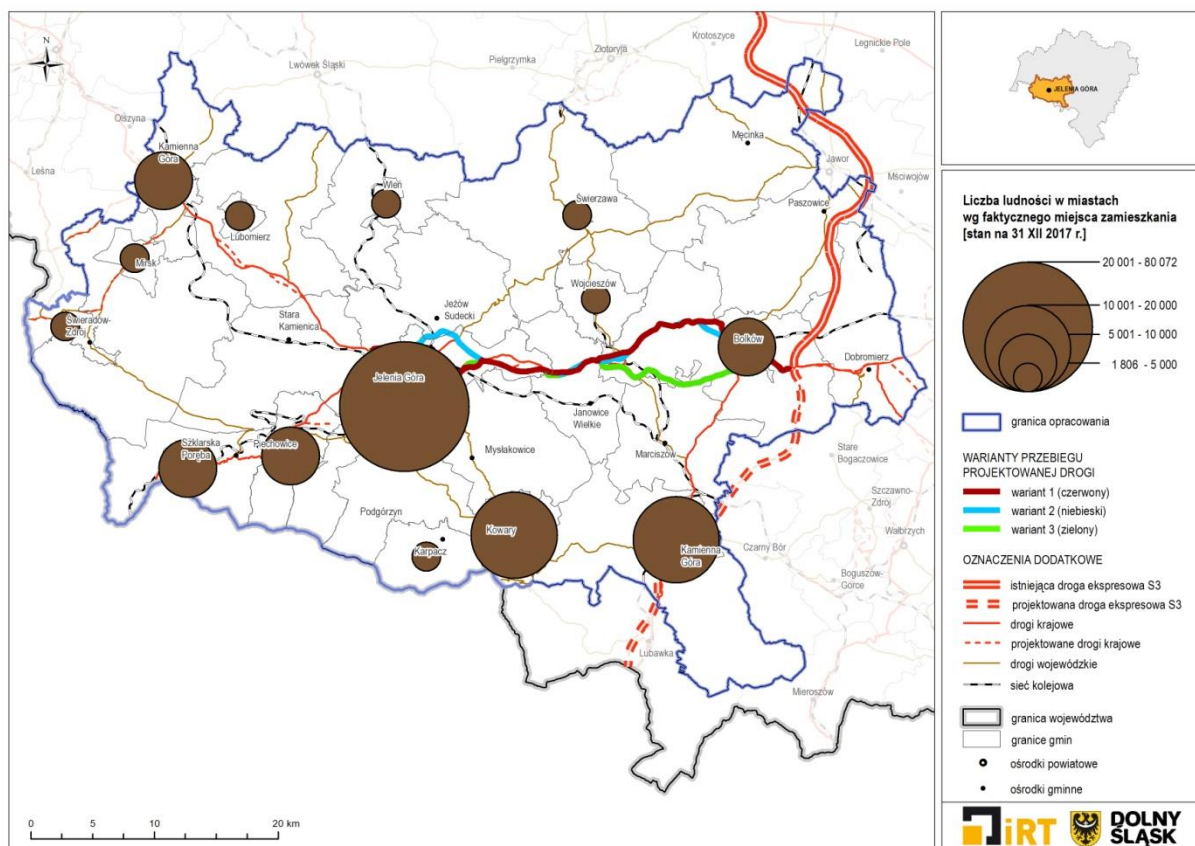 N
Krotoszyce
Legnickie Pole
Złotoryja
Pielgrzymka
Lwówek Śląski
Olszyna
Leśna
Kamienna
Góra
Męcinka
Jawor
Mściwojów
Paszowice
Wleń
Lubomierz
Świerzawa
Mirsk
Wojcieszów
Świeradów-
Zdrój
Stara
Kamienica
Jeżów
Sudecki
Bolków
Dobromierz
Jelenia Góra
Janowice
Wielkie
Marciszów
Stare
Bogaczowice
Szklarska
Poręba
Piechowice
Mysłakowice
Szczawno-
Zdrój
Wałbrzych
Podgórzyn
Kowary
Karpacz
Kamienna
Góra
Czarny Bór
Boguszów-
Gorce
Lubawka
Mieroszów
0 5 10 20 km
JELENIA GÓRA
Liczba ludności w miastach
wg faktycznego miejsca zamieszkania
[stan na 31 XII 2017 r.]
20 001 - 80 072
10 001 - 20 000
5 001 - 10 000
1 806 - 5 000
granica opracowania
WARIANTY PRZEBIEGU
PROJEKTOWANEJ DROGI
wariant 1 (czerwony)
wariant 2 (niebieski)
wariant 3 (zielony)
OZNACZENIA DODATKOWE
istniejąca droga ekspresowa S3
projektowana droga ekspresowa S3
drogi krajowe
projektowane drogi krajowe
drogi wojewódzkie
sieć kolejowa
granica województwa
granice gmin
ośrodki powiatowe
ośrodki gminne
iRT
DOLNY
ŚLĄSK